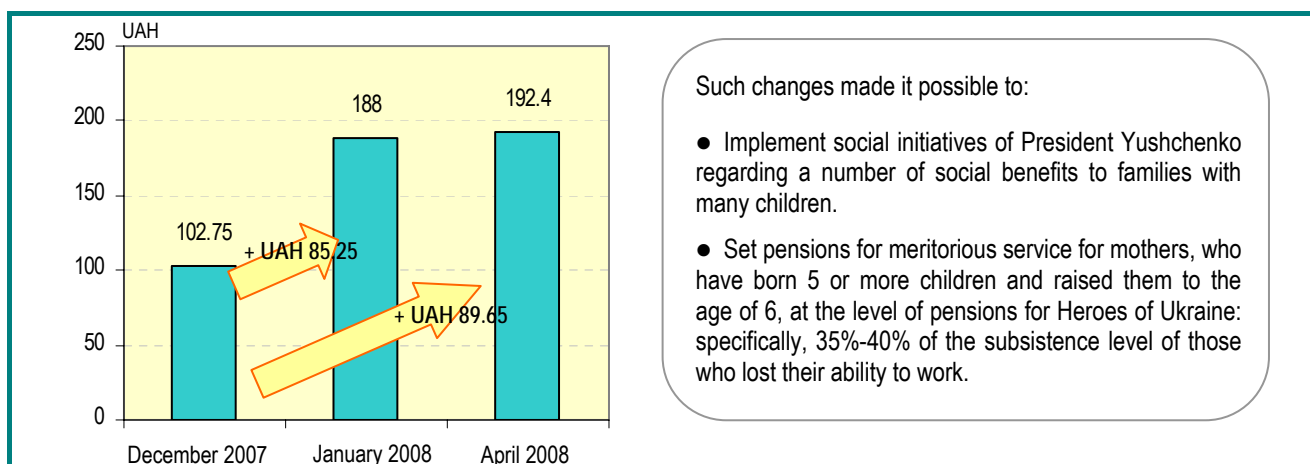 UAH
250
200
150
100
50
0
102.75
188
192.4
+ UAH 85.25
+ UAH 89.65
December 2007
January 2008
April 2008
Such changes made it possible to:
● Implement social initiatives of President Yushchenko
regarding a number of social benefits to families with
many children.
● Set pensions for meritorious service for mothers, who
have born 5 or more children and raised them to the
age of 6, at the level of pensions for Heroes of Ukraine:
specifically, 35%-40% of the subsistence level of those
who lost their ability to work.